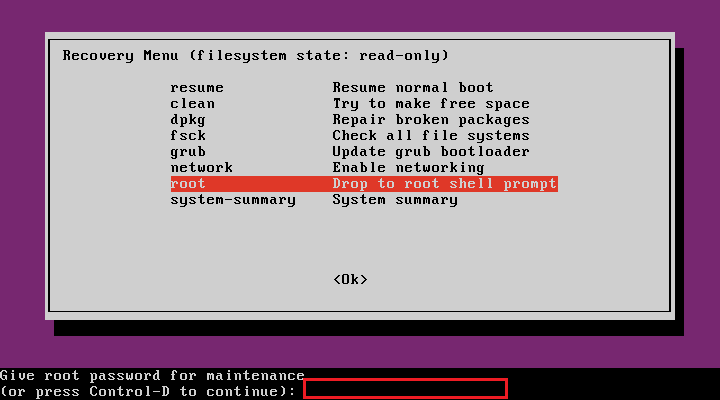 Recovery Menu (filesystem state: read-only)
resume Resume normal boot
clean Try to make free space
dpkg Repair broken packages
fsck Check all file systems
grub Update grub bootloader
network Enable networking
root Drop to root shell prompt
system-summary System summary
<Ok>
Give root password for maintenance
(or press Control-D to continue):